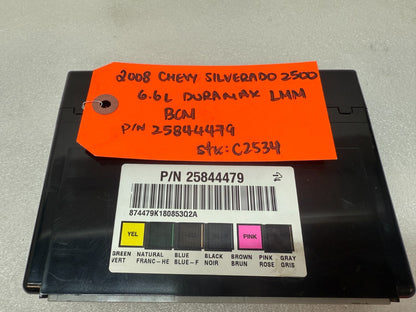 2008 CHEVY SILVERADO 2500
6.6L DURAMAX LMM
BCM
P/N 25844479
stk: C2534
P/N 25844479
874479K180853Q2A
YEL PINK
GREEN NATURAL BLUE BLACK BROWN PINK GRAY
VERT FRANC-HE BLUE-F NOIR BRUN ROSE GRIS